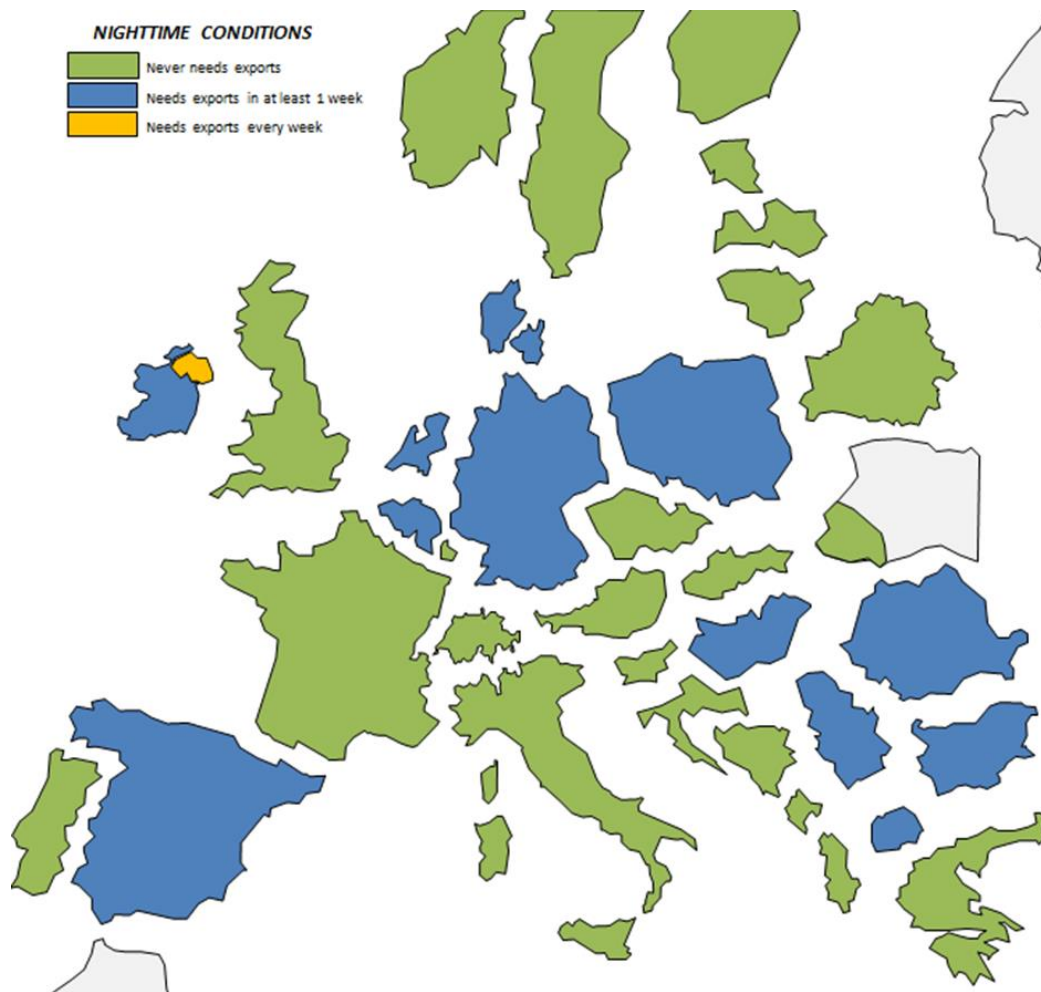 NIGHTTIME CONDITIONS
Never needs exports
Needs exports in at least 1 week
Needs exports every week